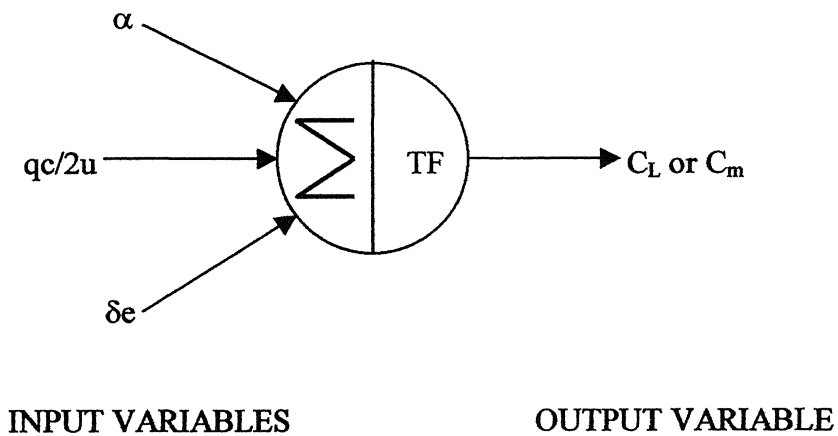 α
qc/2u
Σ
TF
C_L or C_m
δe
INPUT VARIABLES
OUTPUT VARIABLE